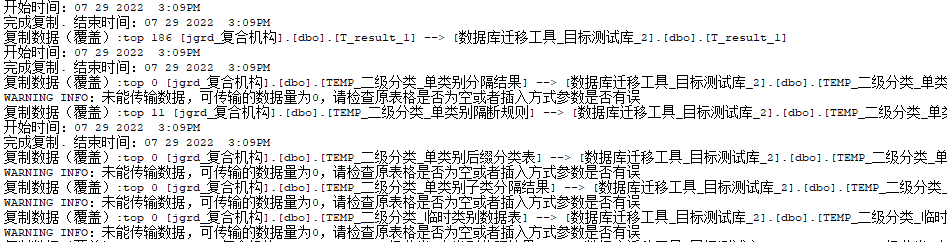 开始时间：07 29 2022  3:09PM
完成复制．结束时间：07 29 2022  3:09PM
复制数据（覆盖）:top 186 [jgrd_复合机构].[dbo].[T_result_1] --> [数据库迁移工具_目标测试库_2].[dbo].[T_result_1]
开始时间：07 29 2022  3:09PM
完成复制．结束时间：07 29 2022  3:09PM
复制数据（覆盖）:top 0 [jgrd_复合机构].[dbo].[TEMP_二级分类_单类别分隔结果] --> [数据库迁移工具_目标测试库_2].[dbo].[TEMP_二级分类_单类
WARNING INFO：未能传输数据，可传输的数据量为0，请检查原表格是否为空或者插入方式参数是否有误
复制数据（覆盖）:top 11 [jgrd_复合机构].[dbo].[TEMP_二级分类_单类别隔断规则] --> [数据库迁移工具_目标测试库_2].[dbo].[TEMP_二级分类_单类
开始时间：07 29 2022  3:09PM
完成复制．结束时间：07 29 2022  3:09PM
复制数据（覆盖）:top 0 [jgrd_复合机构].[dbo].[TEMP_二级分类_单类别后缀分类表] --> [数据库迁移工具_目标测试库_2].[dbo].[TEMP_二级分类_单
WARNING INFO：未能传输数据，可传输的数据量为0，请检查原表格是否为空或者插入方式参数是否有误
复制数据（覆盖）:top 0 [jgrd_复合机构].[dbo].[TEMP_二级分类_单类别子类分隔结果] --> [数据库迁移工具_目标测试库_2].[dbo].[TEMP_二级分类_
WARNING INFO：未能传输数据，可传输的数据量为0，请检查原表格是否为空或者插入方式参数是否有误
复制数据（覆盖）:top 0 [jgrd_复合机构].[dbo].[TEMP_二级分类_临时类别数据表] --> [数据库迁移工具_目标测试库_2].[dbo].[TEMP_二级分类_临时
WARNING INFO：未能传输数据，可传输的数据量为0，请检查原表格是否为空或者插入方式参数是否有误